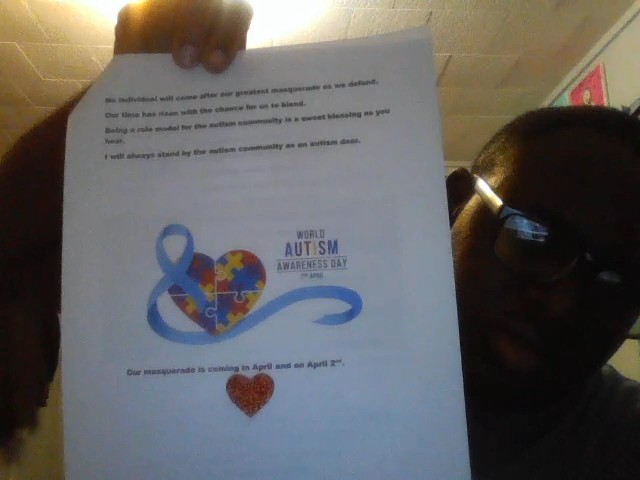 No individual will come after our greatest masquerade as we defend.
Our time has risen with the chance for us to blend.
Being a role model for the autism community is a sweet blessing as you
hear.
I will always stand by the autism community as an autism dear.
WORLD
AUTISM
AWARENESS DAY
2ND APRIL
Our masquerade is coming in April and on April 2nd.